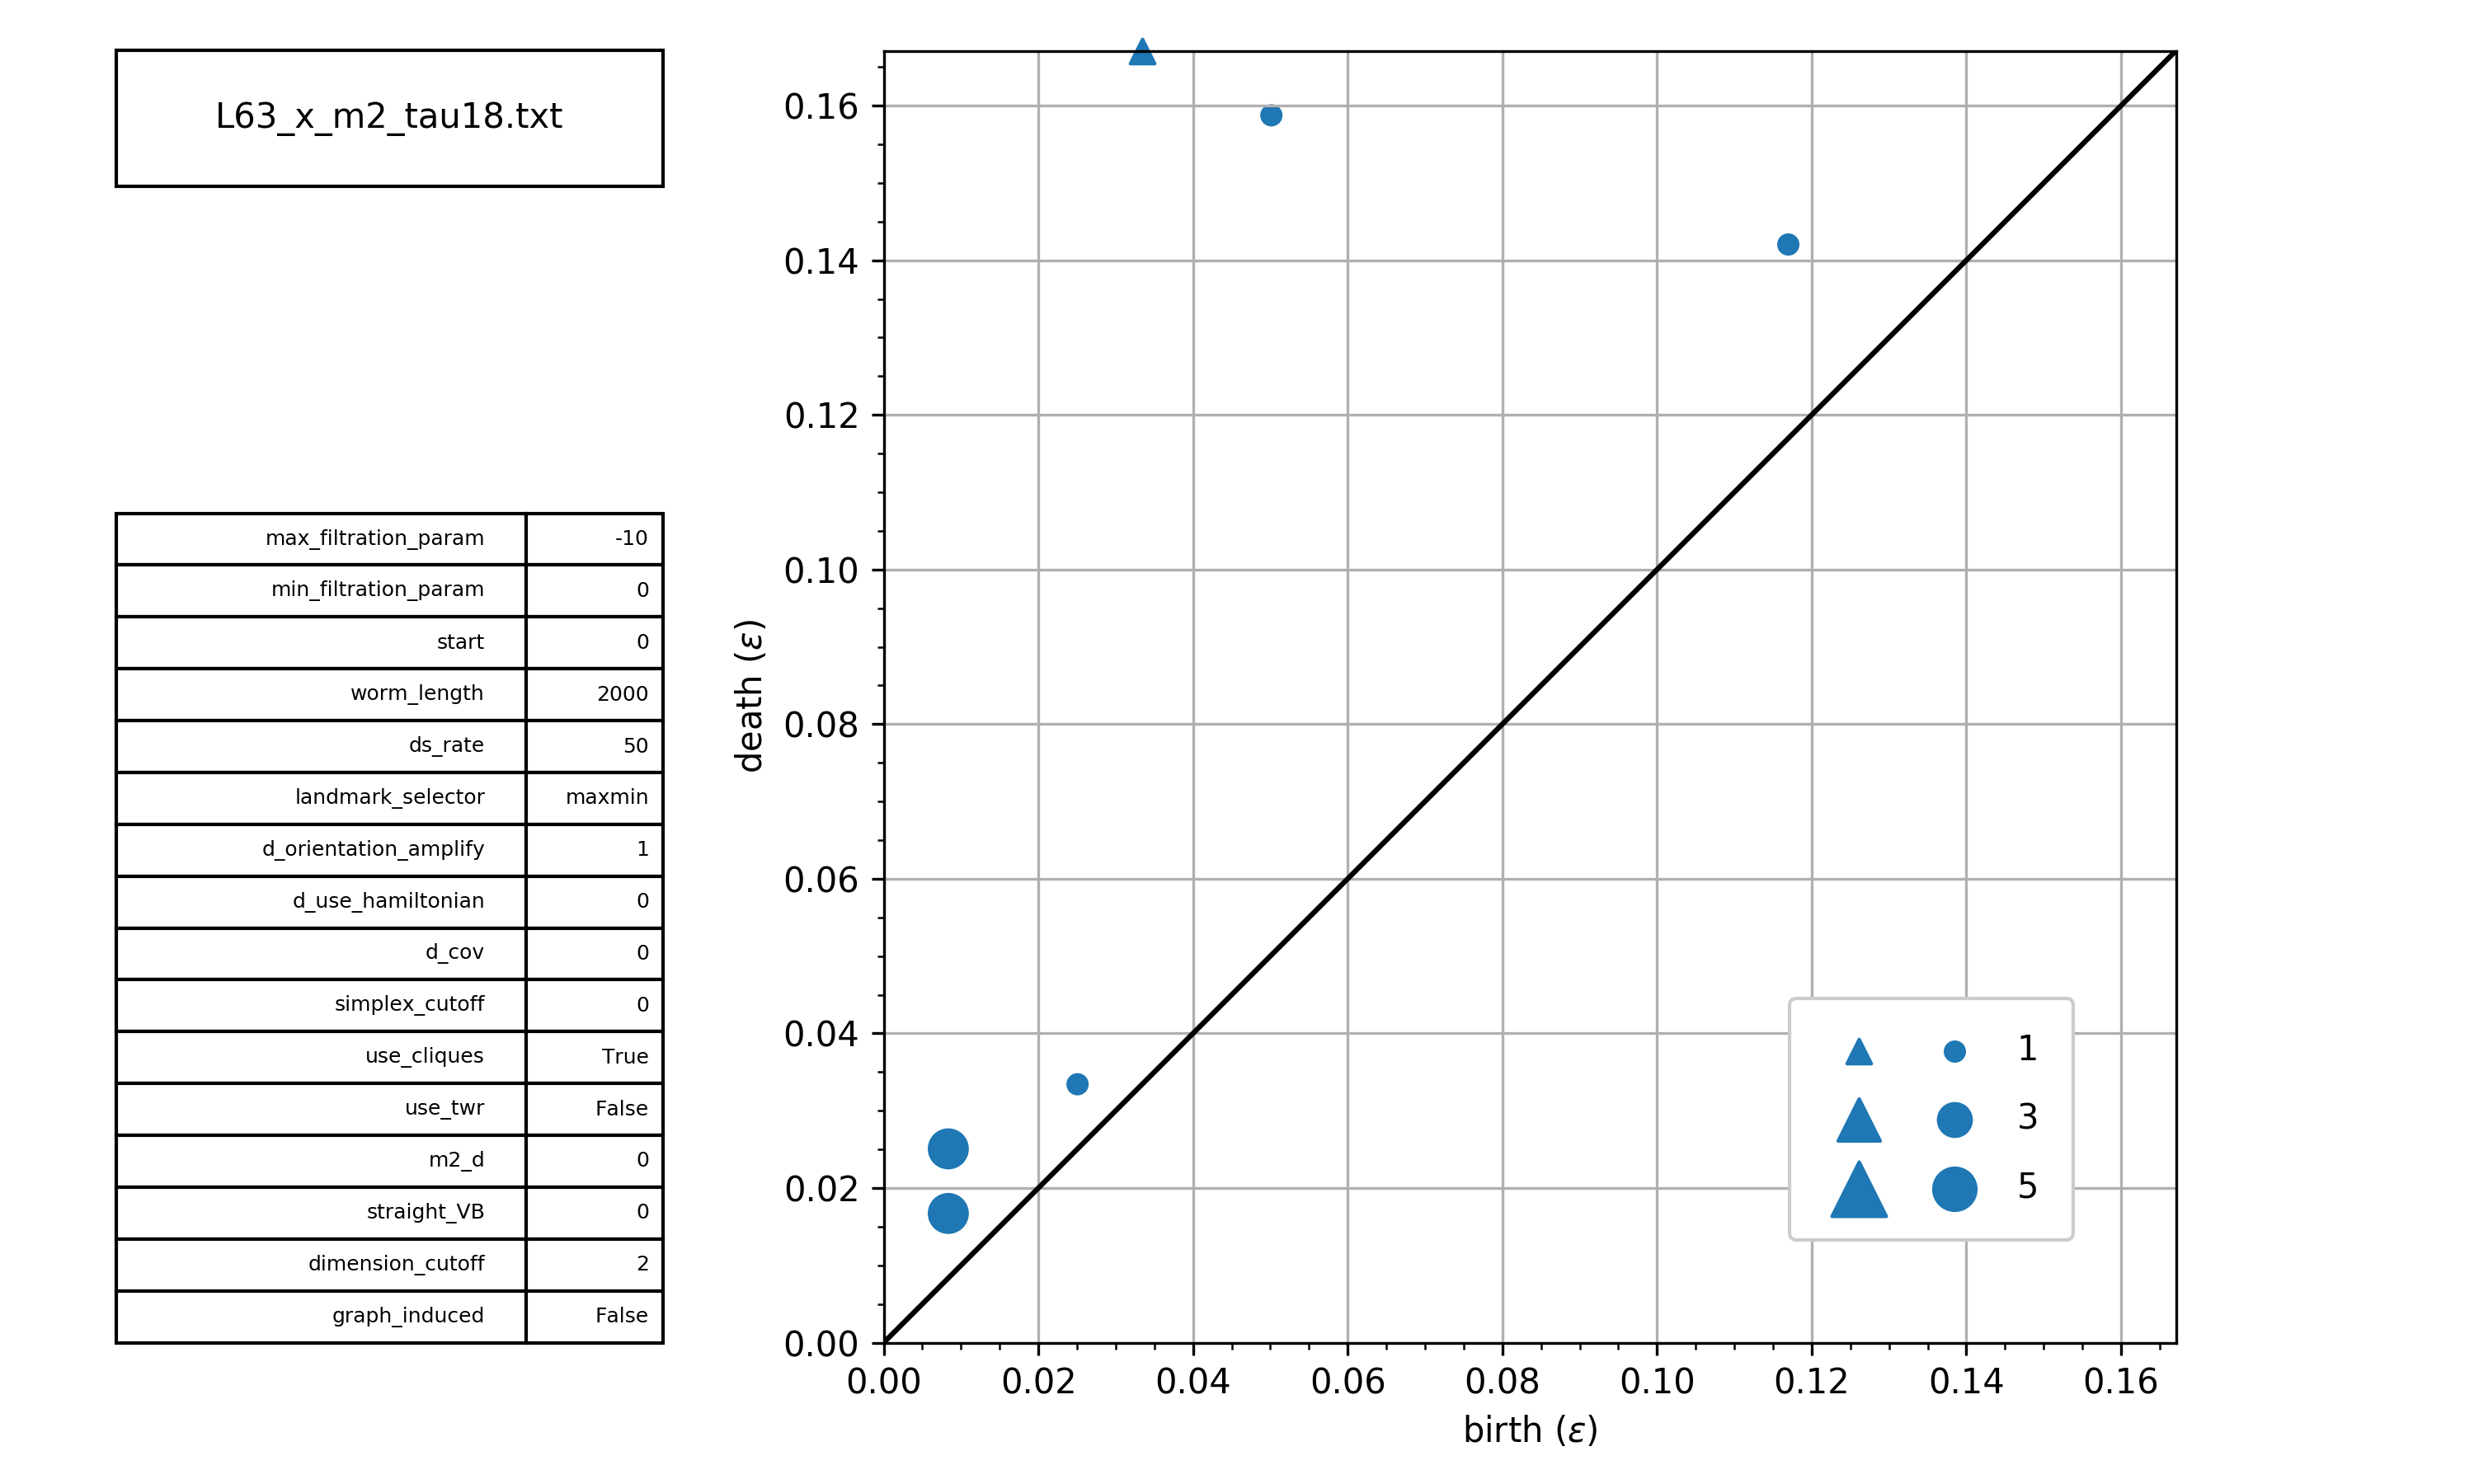 L63_x_m2_tau18.txt
max_filtration_param -10
min_filtration_param 0
start 0
worm_length 2000
ds_rate 50
landmark_selector maxmin
d_orientation_amplify 1
d_use_hamiltonian 0
d_cov 0
simplex_cutoff 0
use_cliques True
use_twr False
m2_d 0
straight_VB 0
dimension_cutoff 2
graph_induced False
death (ε)
0.16
0.14
0.12
0.10
0.08
0.06
0.04
0.02
0.00
0.00 0.02 0.04 0.06 0.08 0.10 0.12 0.14 0.16
birth (ε)
1
3
5